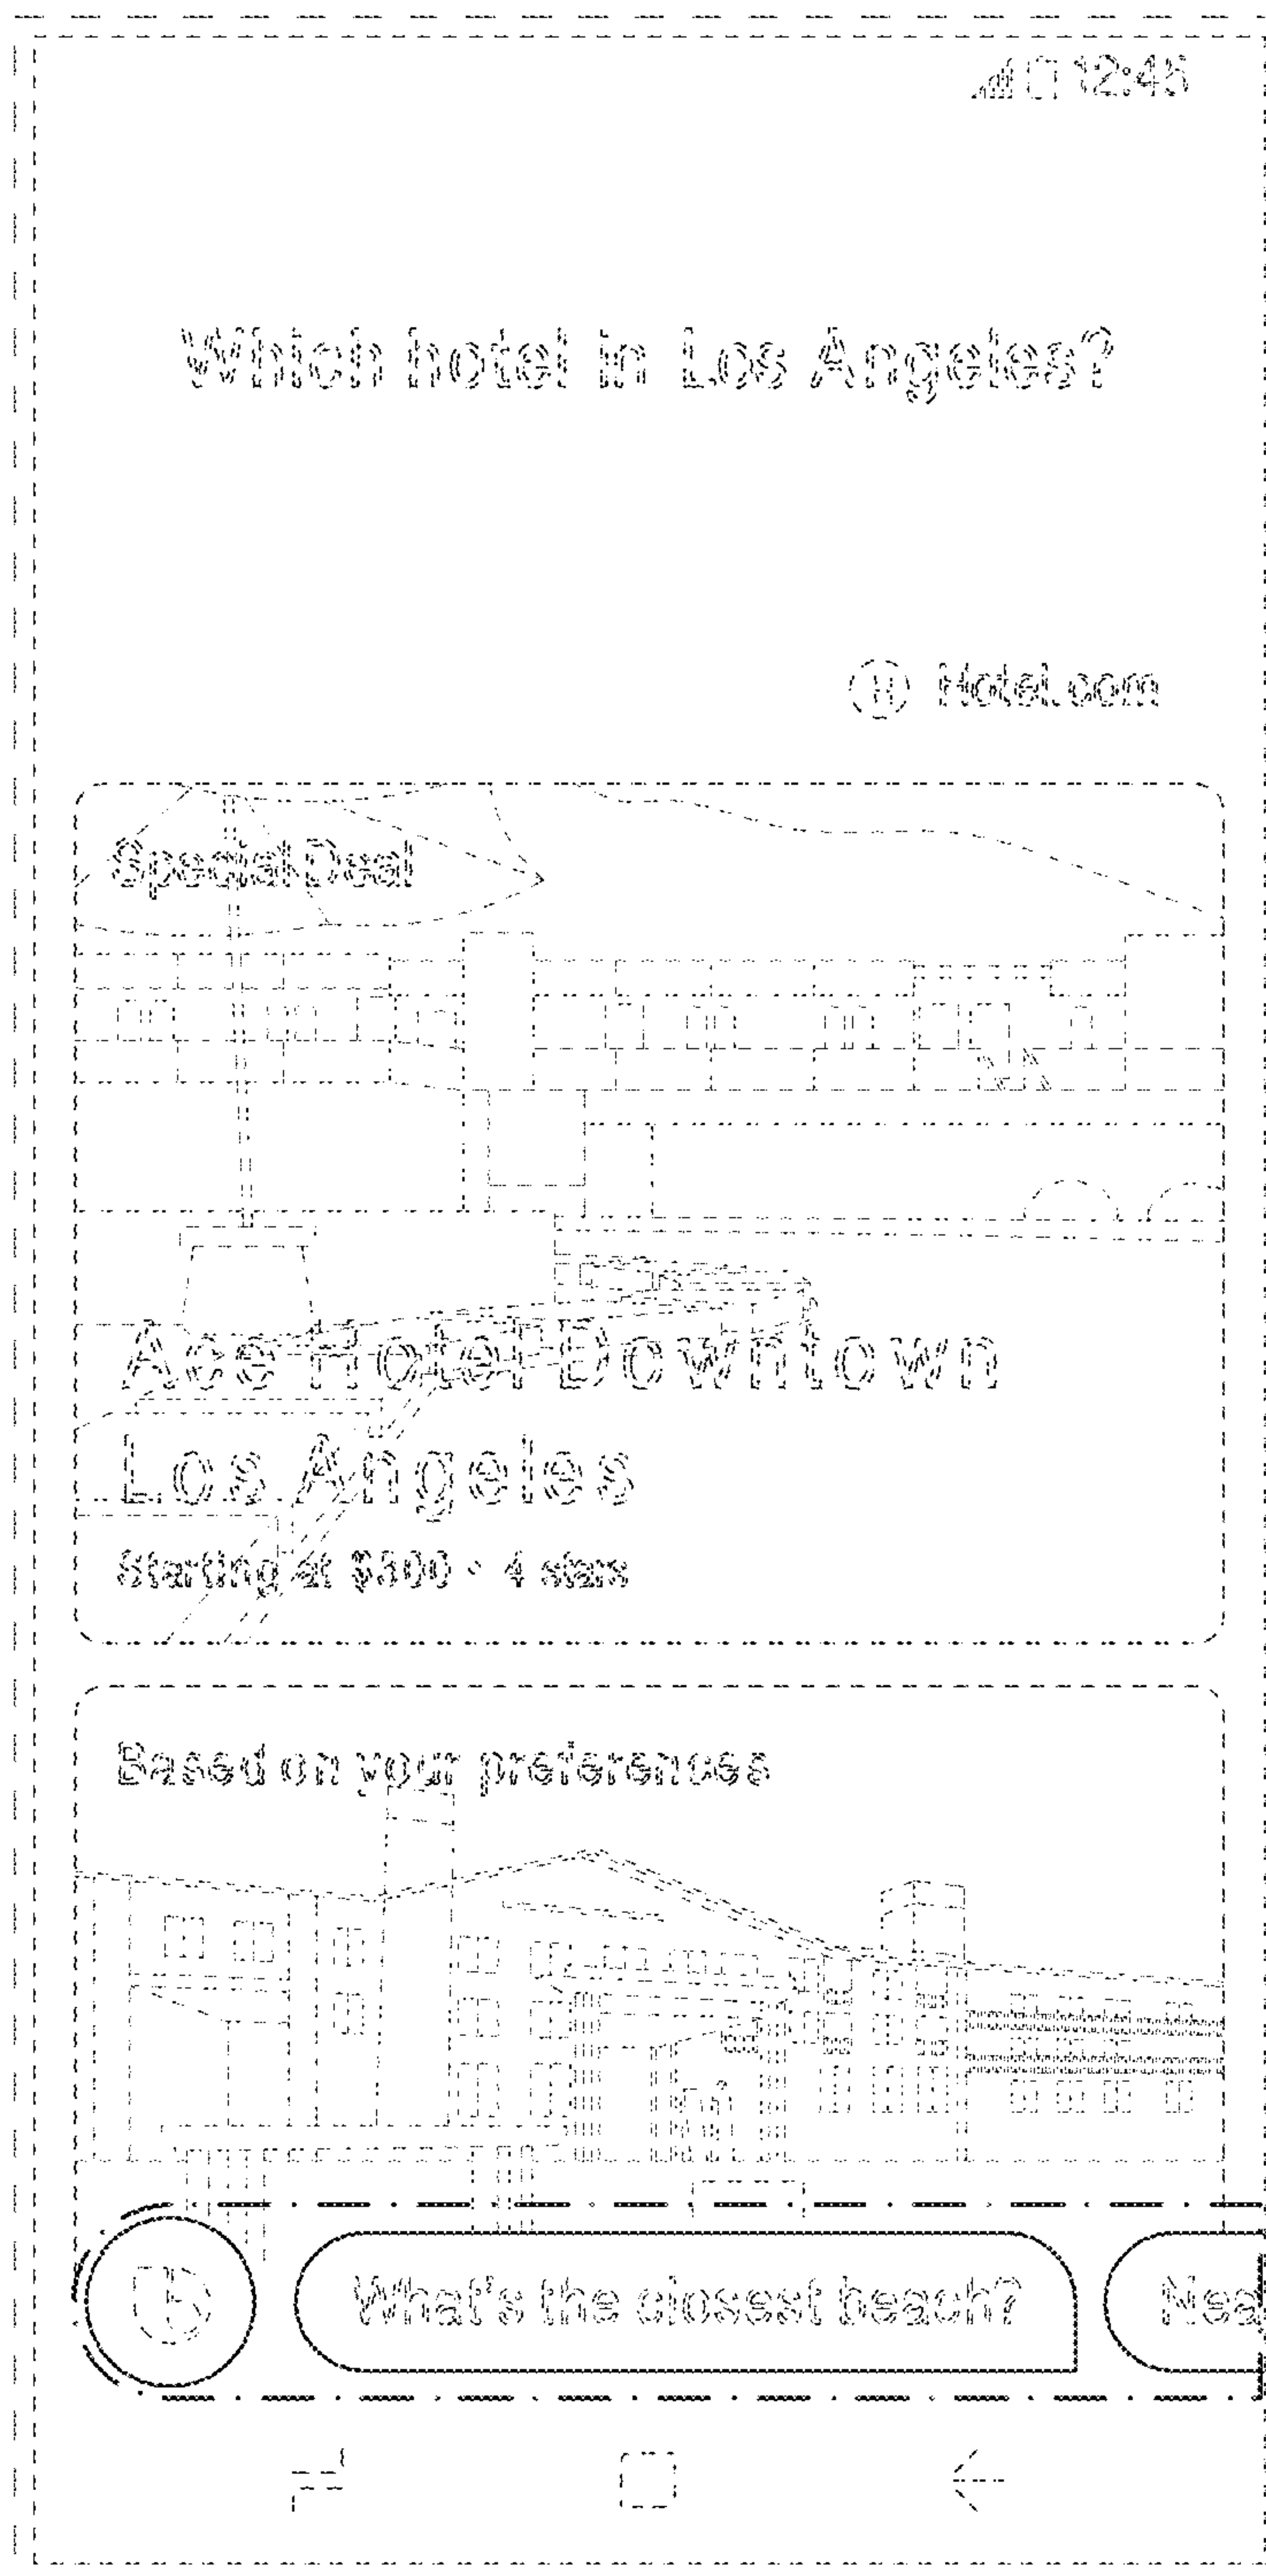 12:45
Which hotel in Los Angeles?
H Hotel.com
Special Deal
Ace Hotel Downtown
Los Angeles
Starting at $300 · 4 stars
Based on your preferences
What's the closest beach?
Nea